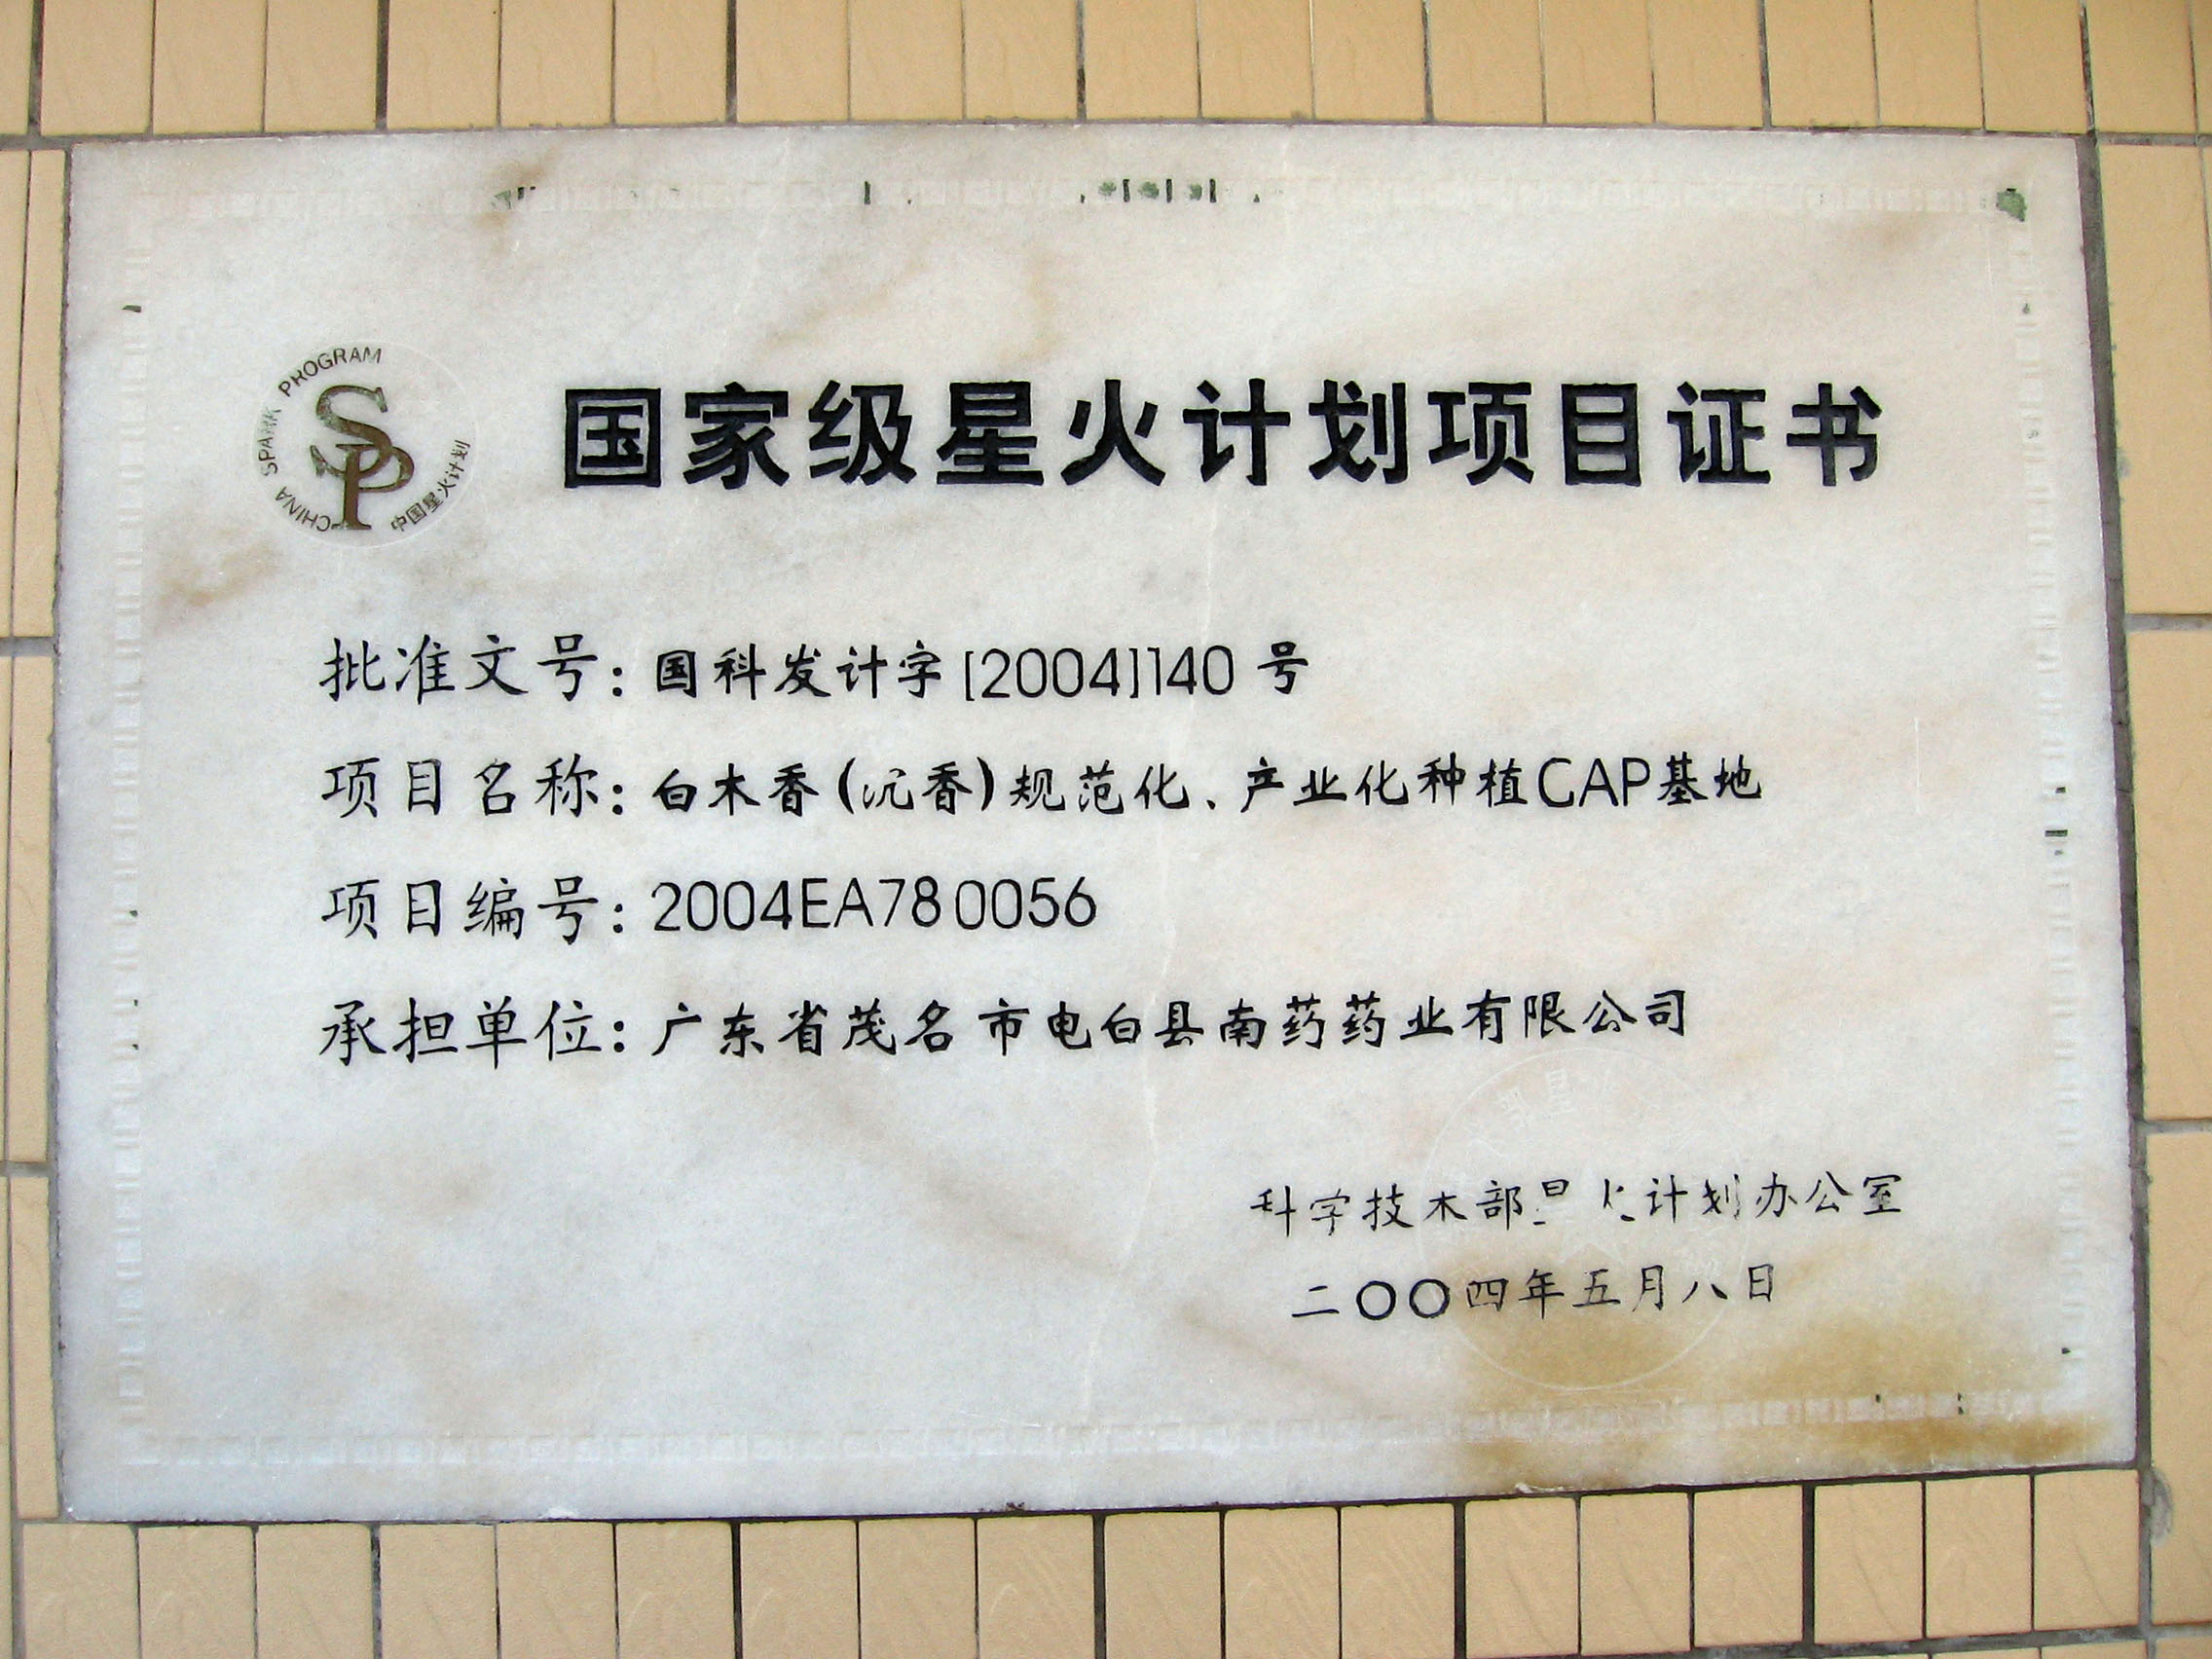 CHINA SPARK PROGRAM
SP
中国星火计划
国家级星火计划项目证书
批准文号：国科发计字[2004]140 号
项目名称：白木香(沉香)规范化、产业化种植CAP基地
项目编号：2004EA780056
承担单位：广东省茂名市电白县南药药业有限公司
科学技术部星火计划办公室
二〇〇四年五月八日